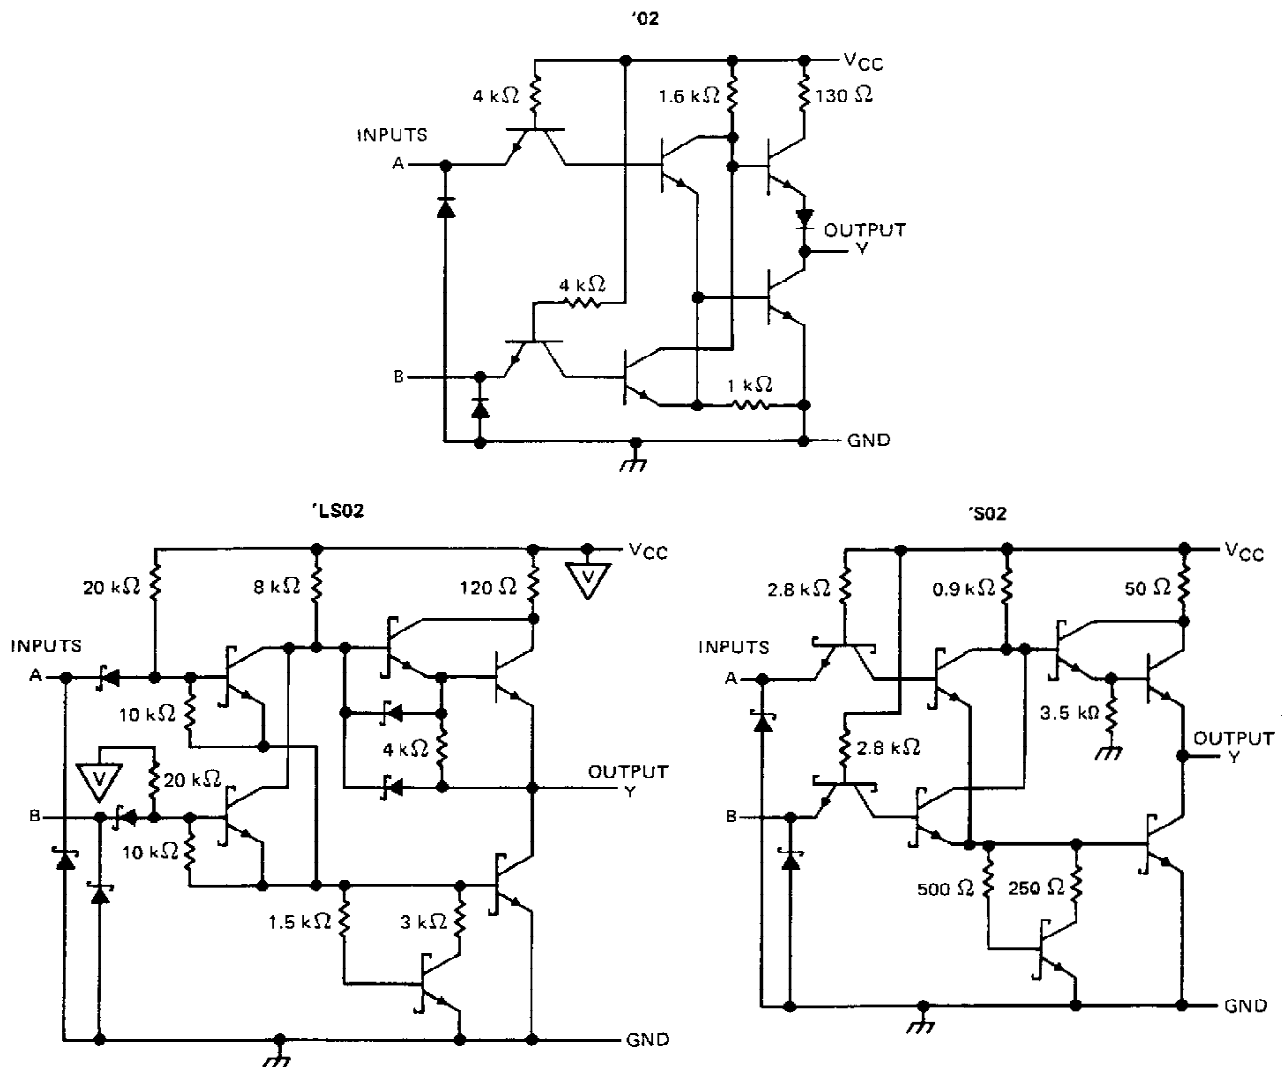 '02
VCC
4 kΩ
1.6 kΩ
130 Ω
INPUTS
A
OUTPUT
Y
4 kΩ
B
1 kΩ
GND
'LS02
VCC
V
20 kΩ
8 kΩ
120 Ω
INPUTS
A
10 kΩ
4 kΩ
V
20 kΩ
OUTPUT
Y
B
10 kΩ
1.5 kΩ
3 kΩ
GND
'S02
VCC
2.8 kΩ
0.9 kΩ
50 Ω
INPUTS
A
3.5 kΩ
2.8 kΩ
OUTPUT
Y
B
500 Ω
250 Ω
GND